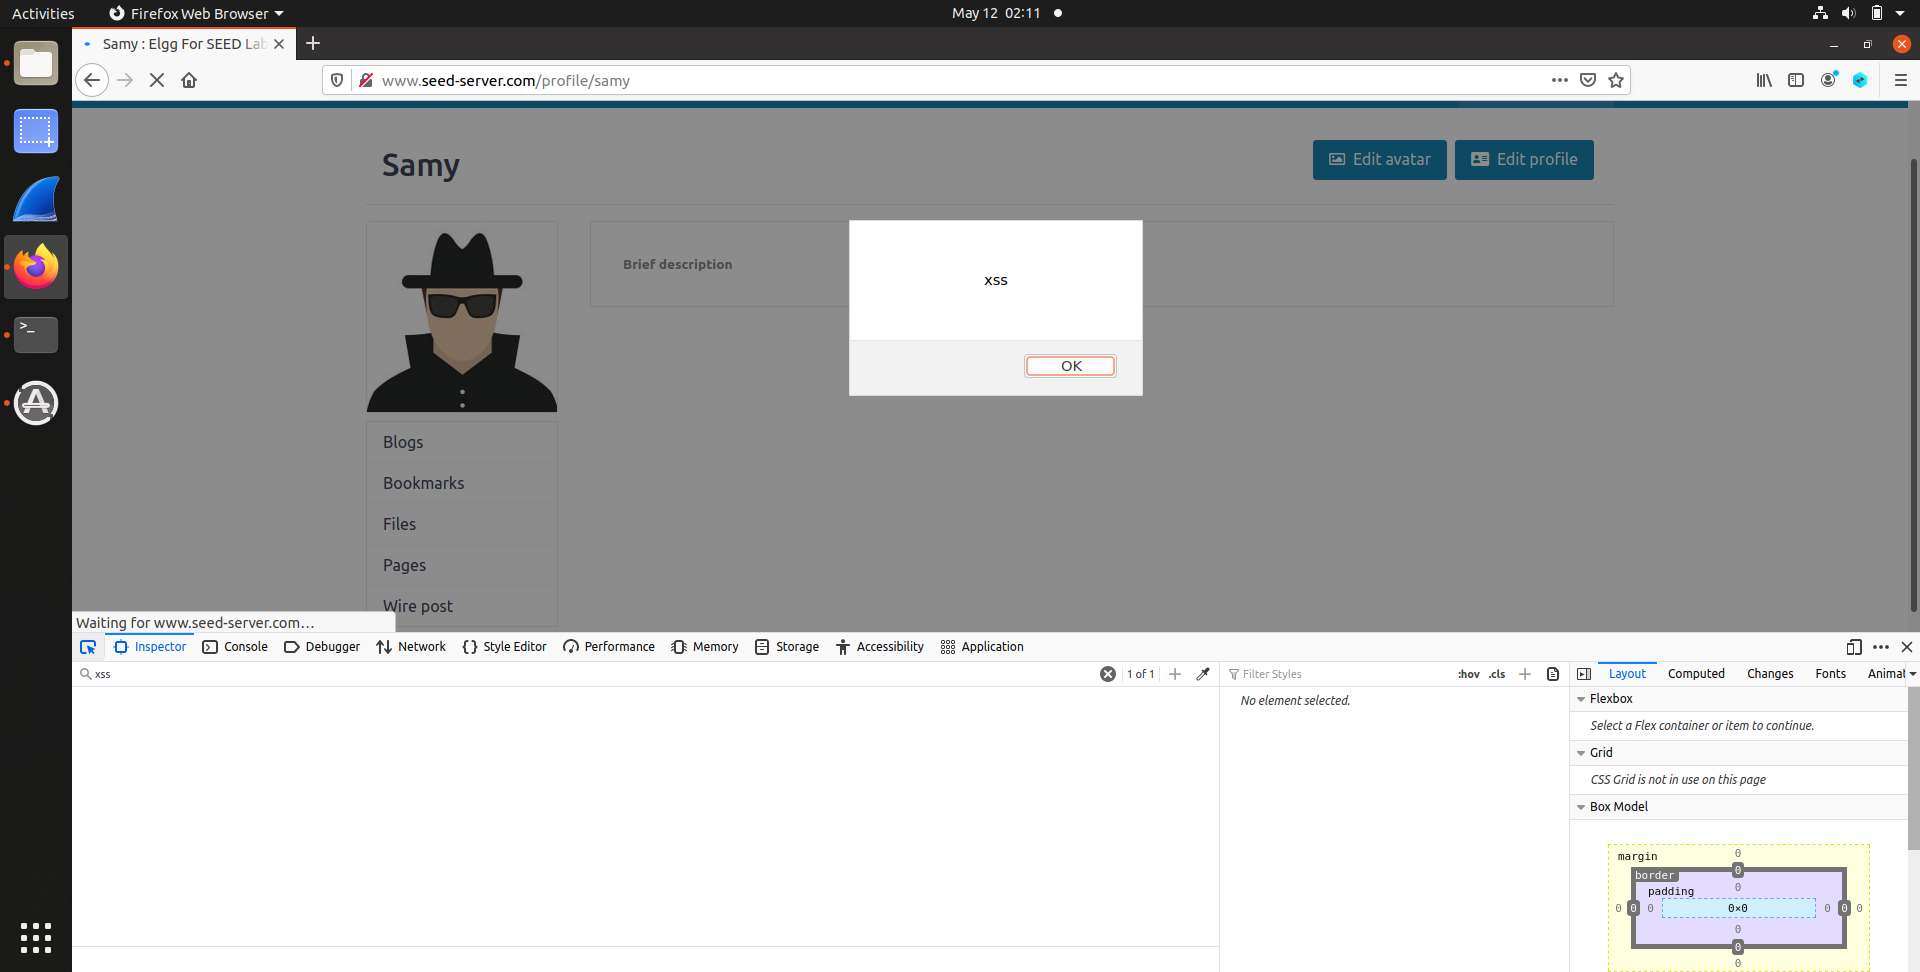 Activities Firefox Web Browser May 12 02:11
Samy : Elgg For SEED Lab
www.seed-server.com/profile/samy
Samy
Edit avatar Edit profile
Brief description
xss
OK
Blogs
Bookmarks
Files
Pages
Wire post
Waiting for www.seed-server.com…
Inspector Console Debugger Network Style Editor Performance Memory Storage Accessibility Application
xss 1 of 1 Filter Styles :hov .cls Layout Computed Changes Fonts Animat
No element selected.
Flexbox
Select a Flex container or item to continue.
Grid
CSS Grid is not in use on this page
Box Model
margin 0
0
border
0
padding
0 0 0 0×0 0 0 0
0
0
0